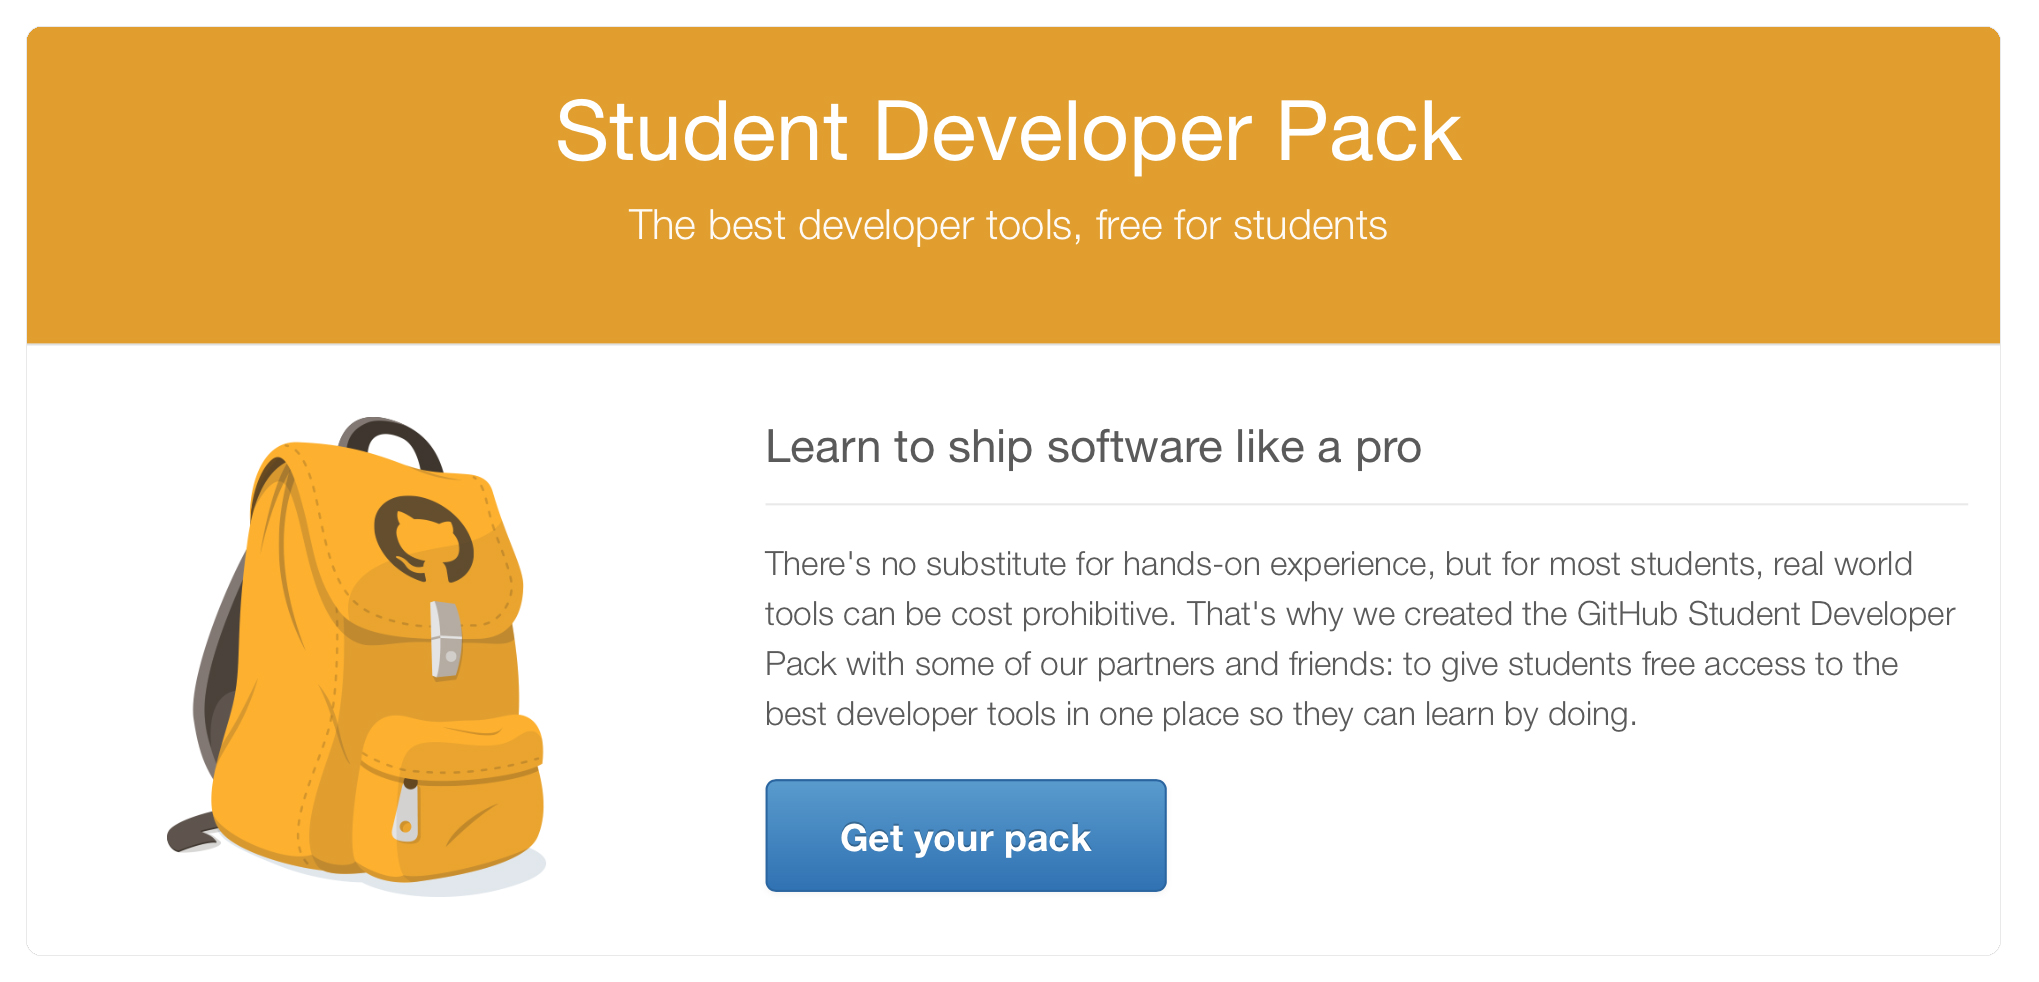 Student Developer Pack
The best developer tools, free for students
Learn to ship software like a pro
There's no substitute for hands-on experience, but for most students, real world
tools can be cost prohibitive. That's why we created the GitHub Student Developer
Pack with some of our partners and friends: to give students free access to the
best developer tools in one place so they can learn by doing.
Get your pack